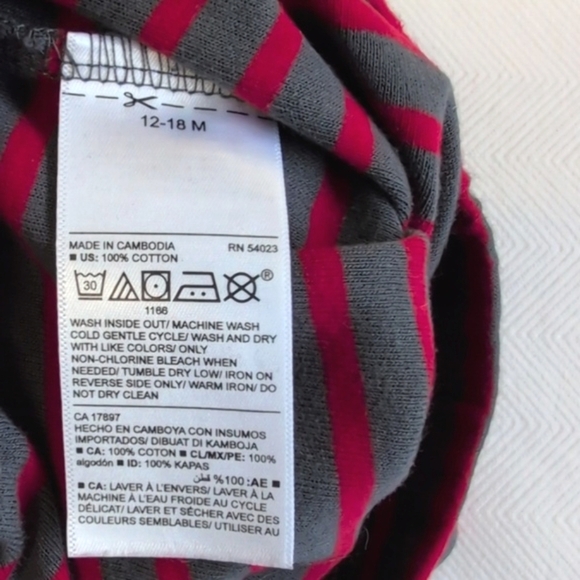 12-18 M
MADE IN CAMBODIA RN 54023
■ US: 100% COTTON
30
®
1166
WASH INSIDE OUT/ MACHINE WASH
COLD GENTLE CYCLE/ WASH AND DRY
WITH LIKE COLORS/ ONLY
NON-CHLORINE BLEACH WHEN
NEEDED/ TUMBLE DRY LOW/ IRON ON
REVERSE SIDE ONLY/ WARM IRON/ DO
NOT DRY CLEAN
CA 17897
HECHO EN CAMBOYA CON INSUMOS
IMPORTADOS/ DIBUAT DI KAMBOJA
■ CA: 100% COTON ■ CL/MX/PE: 100%
algodón ■ ID: 100% KAPAS
■ AE: 100% قطن
■ CA: LAVER À L'ENVERS/ LAVER À LA
MACHINE À L'EAU FROIDE AU CYCLE
DÉLICAT/ LAVER ET SÉCHER AVEC DES
COULEURS SEMBLABLES/ UTILISER AU